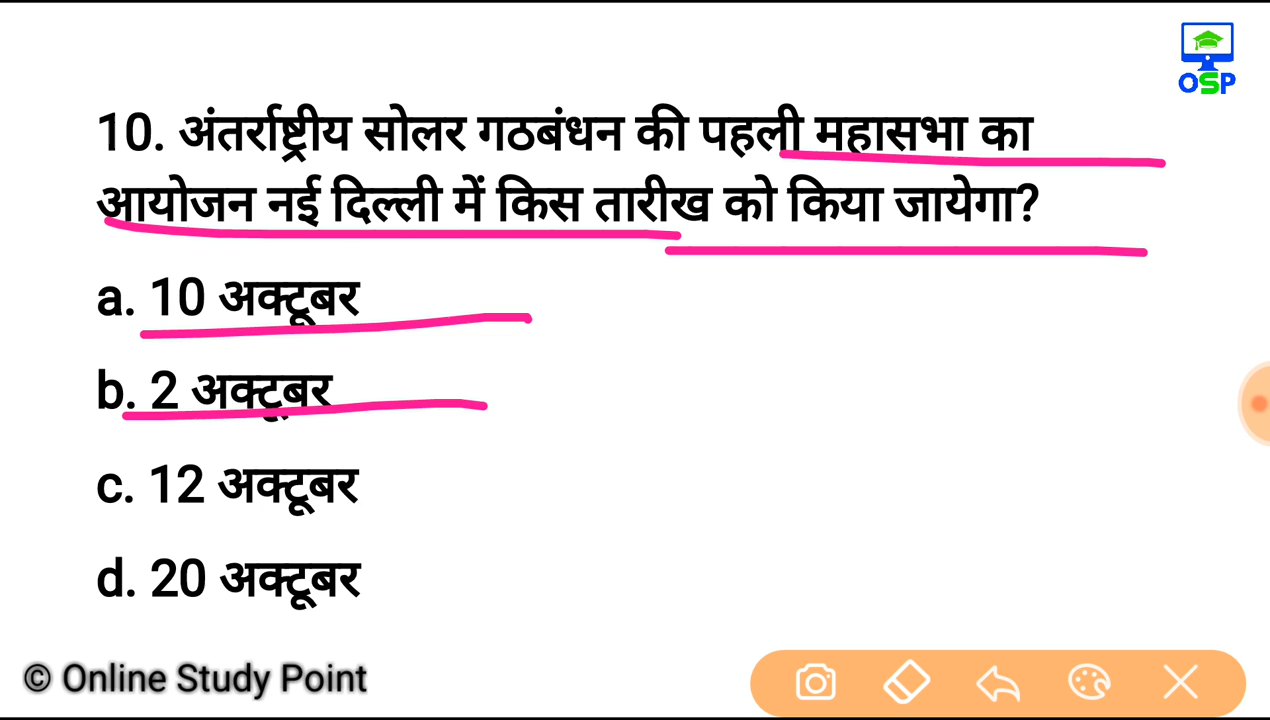 OSP
10. अंतर्राष्ट्रीय सोलर गठबंधन की पहली महासभा का
आयोजन नई दिल्ली में किस तारीख को किया जायेगा?
a. 10 अक्टूबर
b. 2 अक्टूबर
c. 12 अक्टूबर
d. 20 अक्टूबर
© Online Study Point